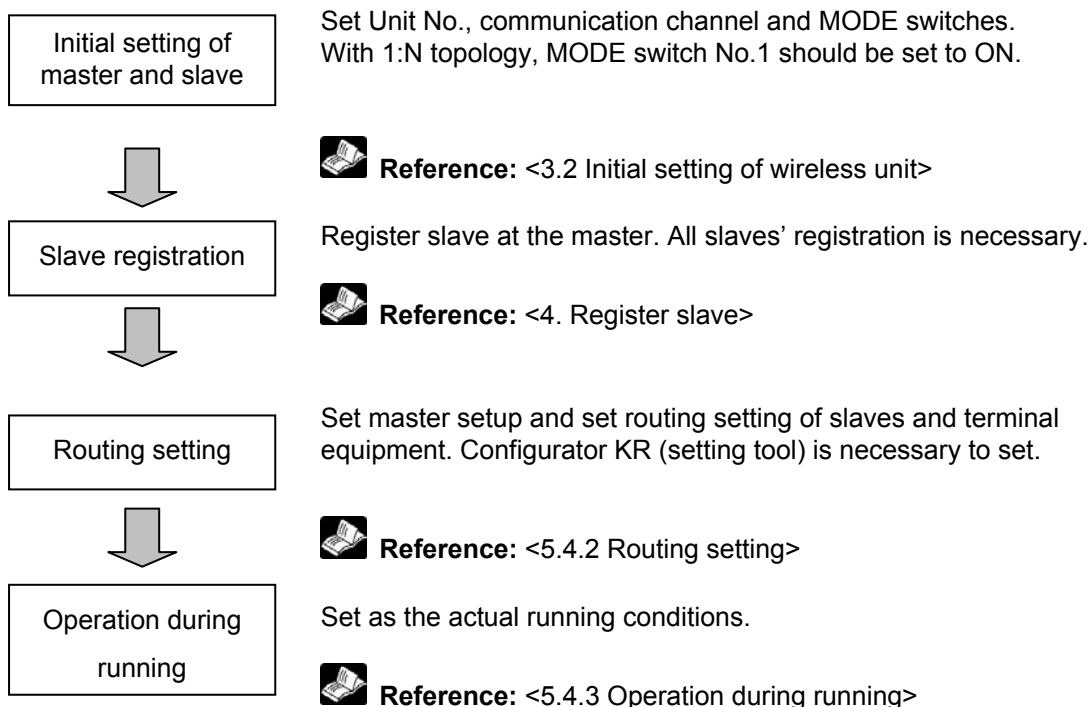 Initial setting of
master and slave
Set Unit No., communication channel and MODE switches.
With 1:N topology, MODE switch No.1 should be set to ON.
Reference: <3.2 Initial setting of wireless unit>
Slave registration
Register slave at the master. All slaves’ registration is necessary.
Reference: <4. Register slave>
Routing setting
Set master setup and set routing setting of slaves and terminal
equipment. Configurator KR (setting tool) is necessary to set.
Reference: <5.4.2 Routing setting>
Operation during
running
Set as the actual running conditions.
Reference: <5.4.3 Operation during running>